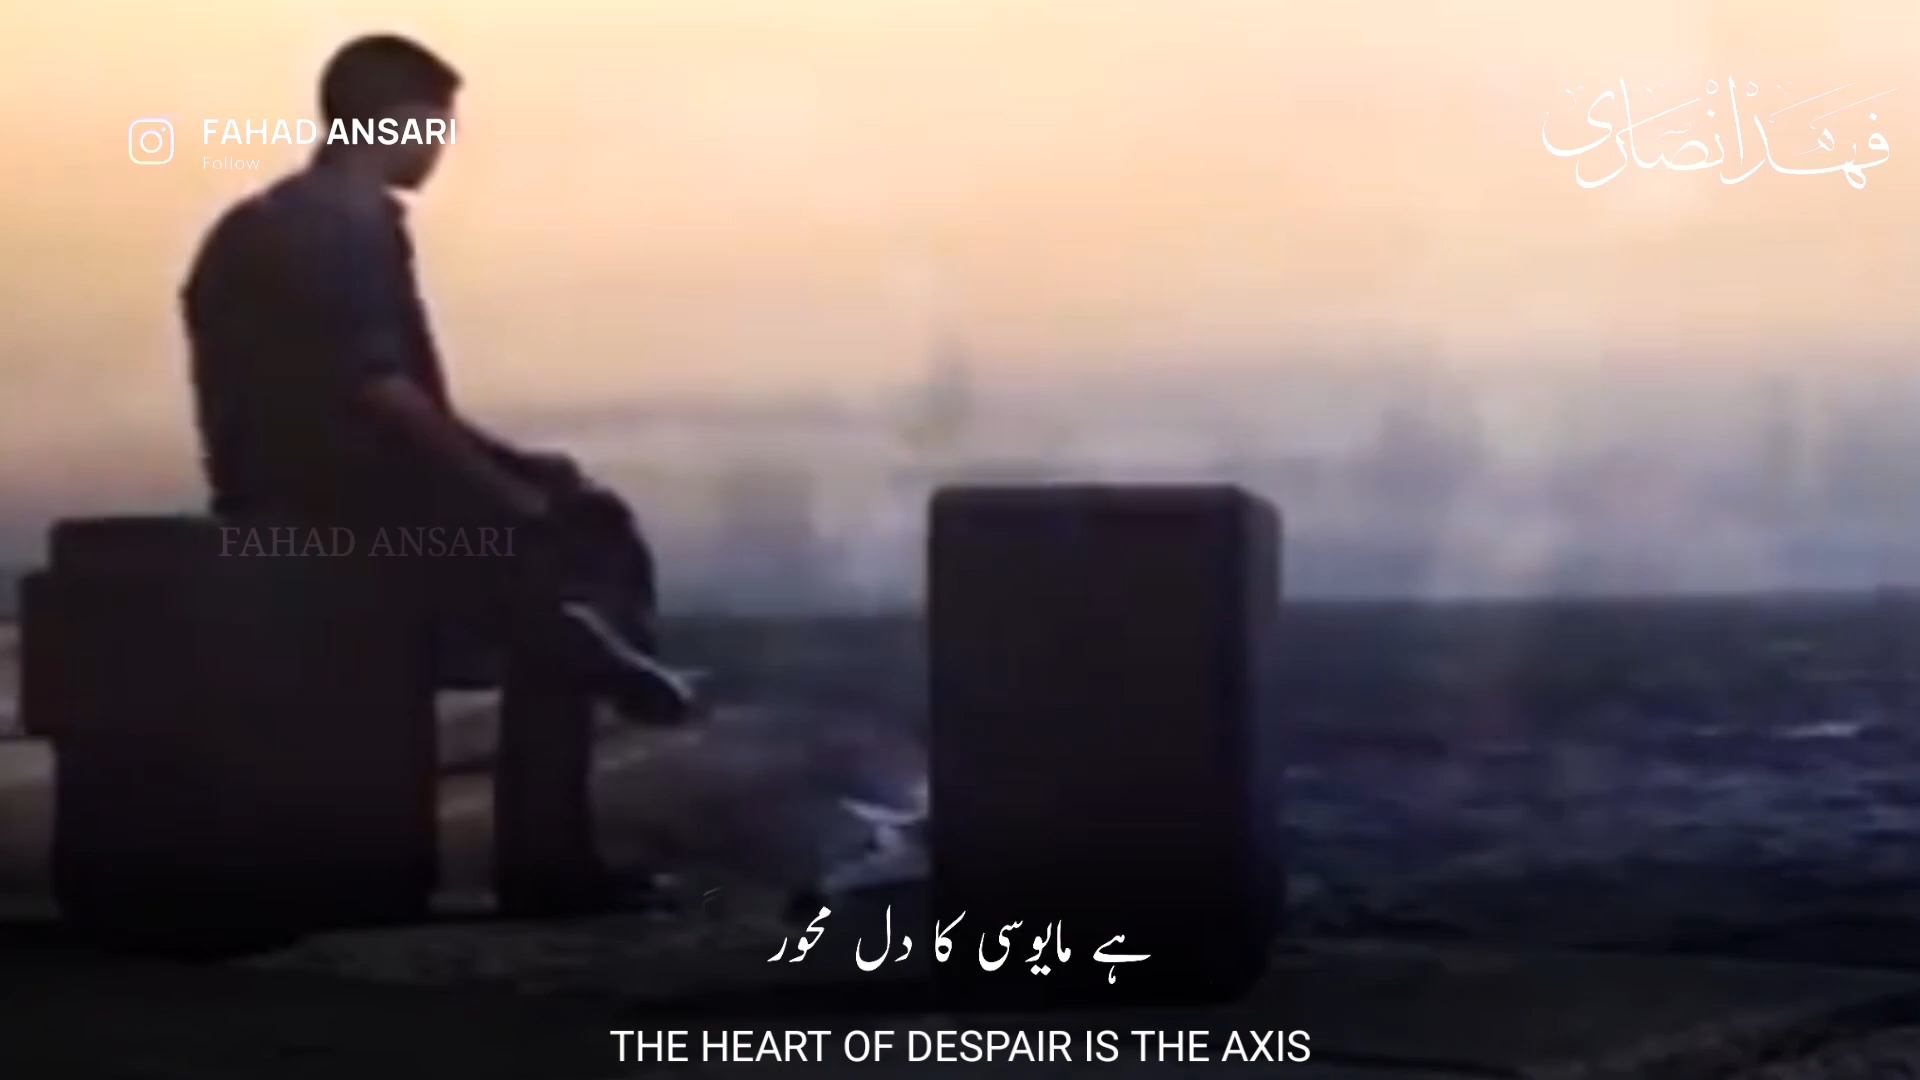 FAHAD ANSARI
Follow
فہد انصاری
FAHAD ANSARI
ہے مایوسی کا دل محور
THE HEART OF DESPAIR IS THE AXIS